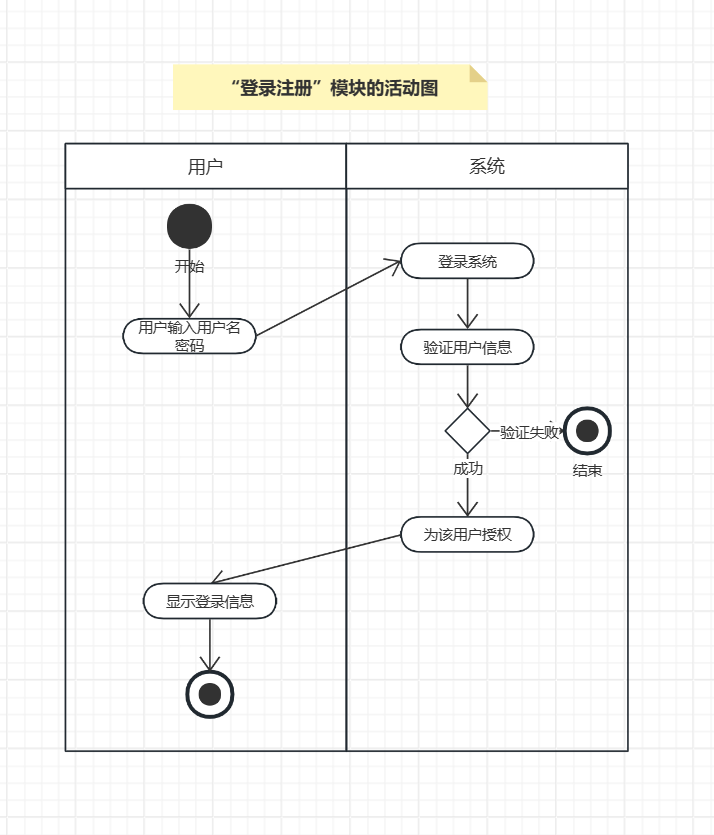 “登录注册”模块的活动图
用户
系统
开始
登录系统
用户输入用户名
密码
验证用户信息
验证失败
成功
结束
为该用户授权
显示登录信息